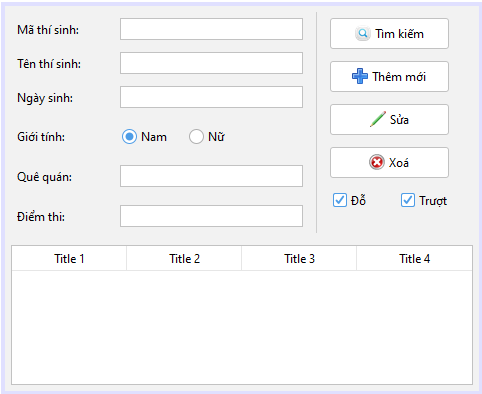 Mã thí sinh:
Tên thí sinh:
Ngày sinh:
Giới tính:
Nam
Nữ
Quê quán:
Điểm thi:
Tìm kiếm
Thêm mới
Sửa
Xoá
Đỗ
Trượt
Title 1
Title 2
Title 3
Title 4